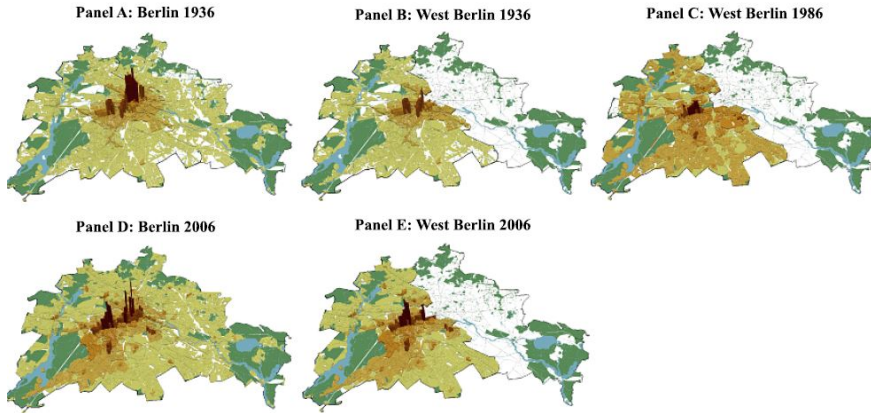 Panel A: Berlin 1936
Panel B: West Berlin 1936
Panel C: West Berlin 1986
Panel D: Berlin 2006
Panel E: West Berlin 2006